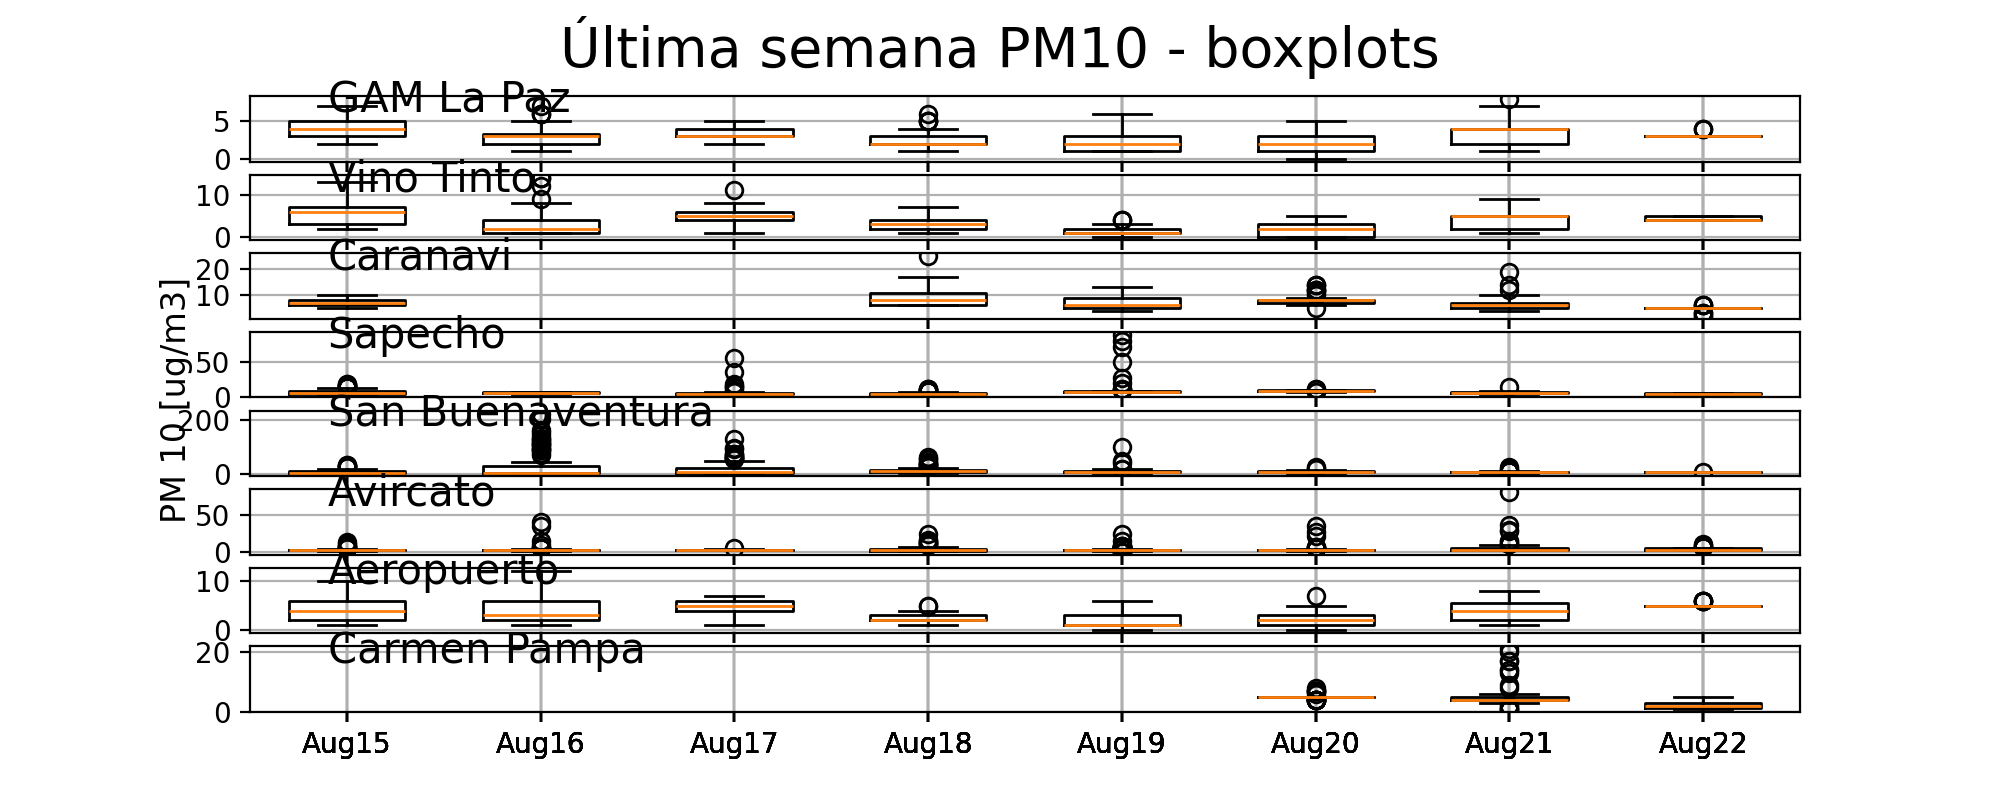 Última semana PM10 - boxplots
GAM La Paz
5
0
Vino Tinto
10
0
Caranavi
20
10
Sapecho
50
0
San Buenaventura
200
0
Avircato
50
0
Aeropuerto
10
0
Carmen Pampa
20
0
PM 10 [ug/m3]
Aug15 Aug16 Aug17 Aug18 Aug19 Aug20 Aug21 Aug22